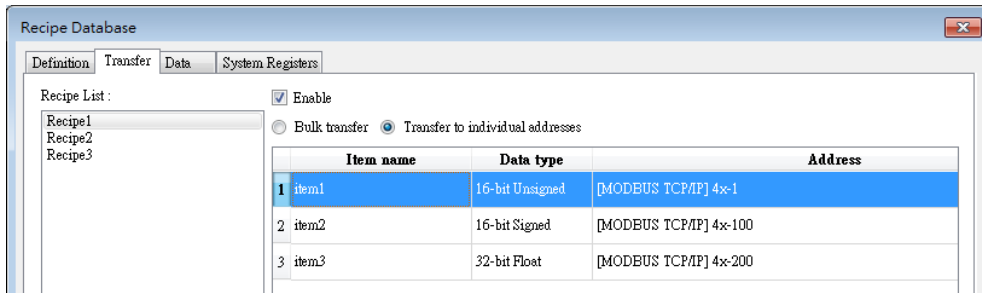 Recipe Database
Definition Transfer Data System Registers
Recipe List :
Recipe1
Recipe2
Recipe3
Enable
Bulk transfer Transfer to individual addresses
Item name Data type Address
1 item1 16-bit Unsigned [MODBUS TCP/IP] 4x-1
2 item2 16-bit Signed [MODBUS TCP/IP] 4x-100
3 item3 32-bit Float [MODBUS TCP/IP] 4x-200